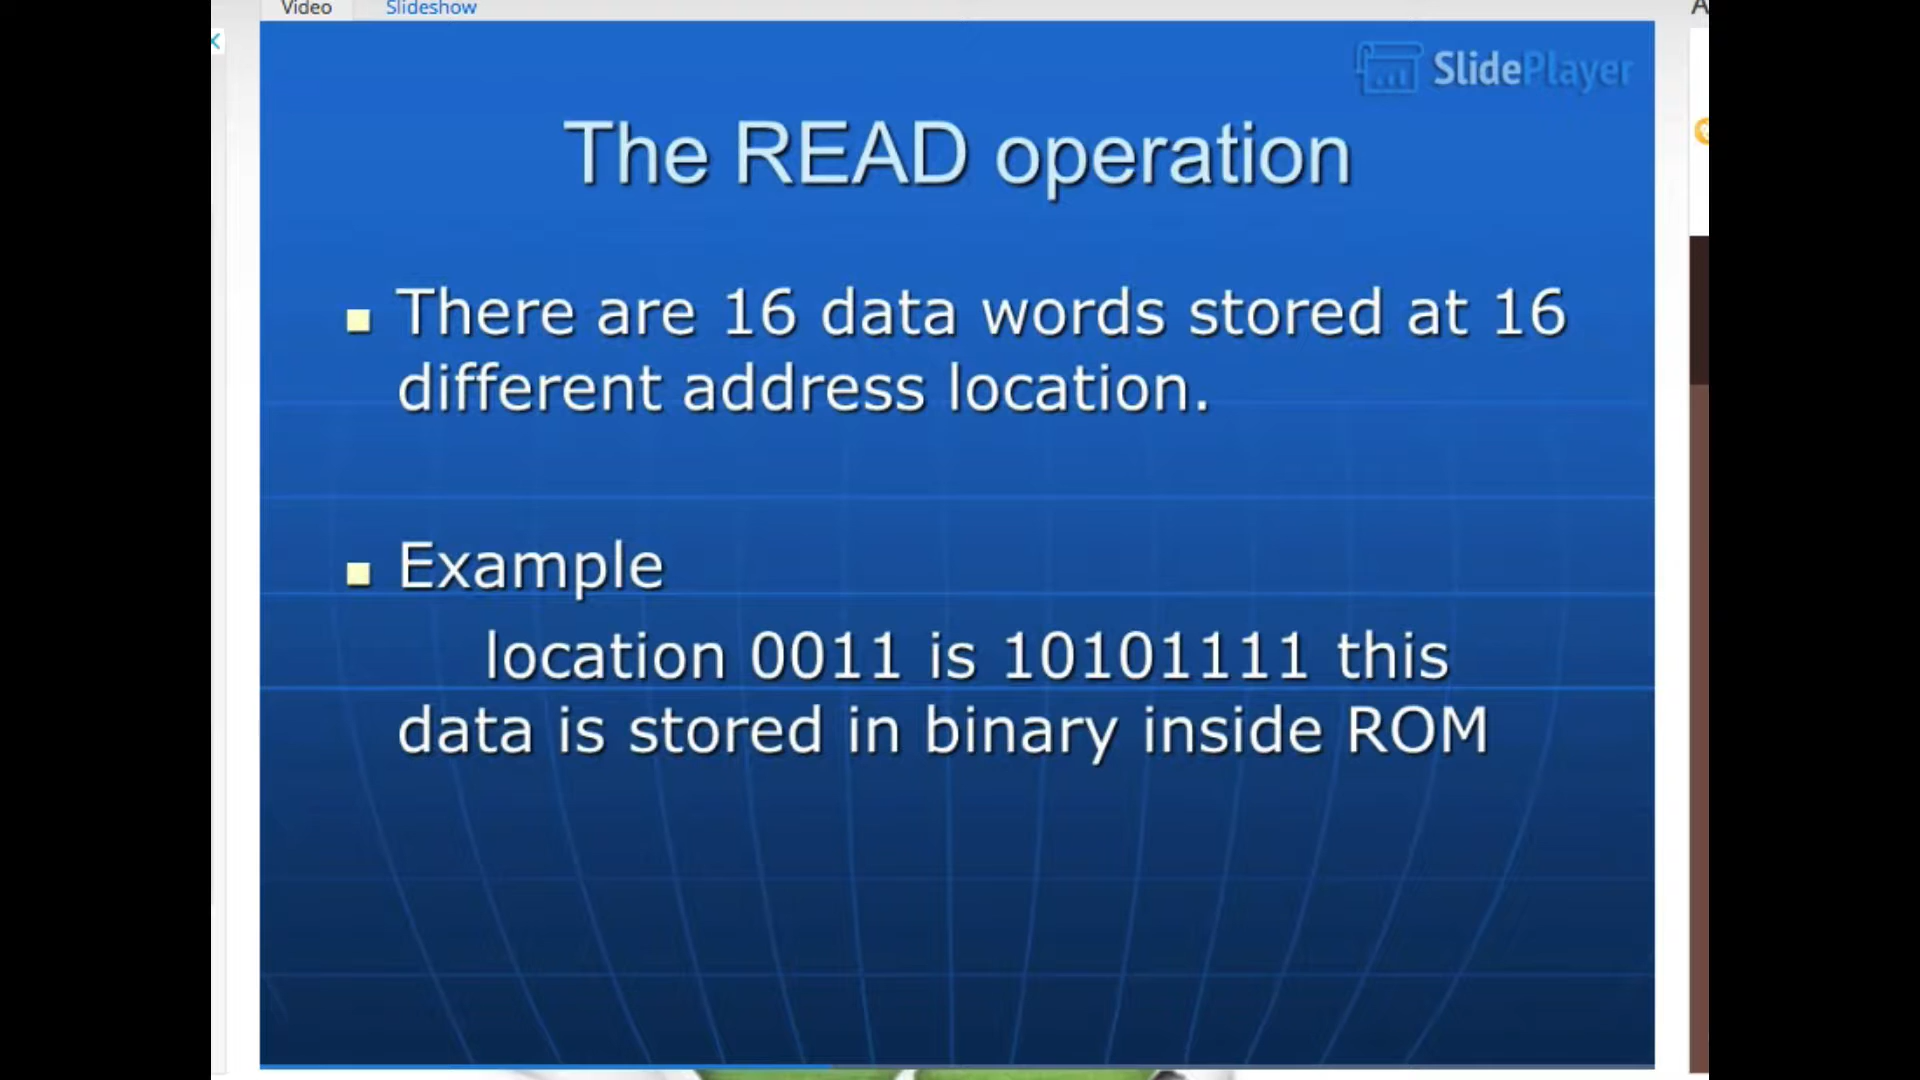 Video Slideshow
SlidePlayer
The READ operation
There are 16 data words stored at 16
different address location.
Example
location 0011 is 10101111 this
data is stored in binary inside ROM